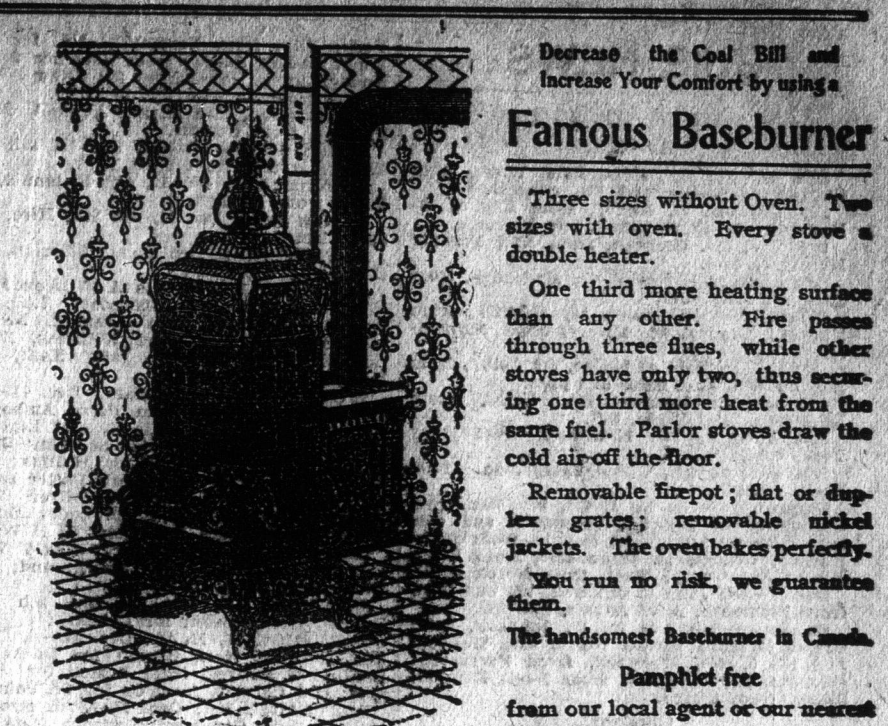 Decrease the Coal Bill and
Increase Your Comfort by using a
Famous Baseburner
Three sizes without Oven. Two
sizes with oven. Every stove a
double heater.
One third more heating surface
than any other. Fire passes
through three flues, while other
stoves have only two, thus secur-
ing one third more heat from the
same fuel. Parlor stoves draw the
cold air off the floor.
Removable firepot; flat or dup-
lex grates; removable nickel
jackets. The oven bakes perfectly.
You run no risk, we guarantee
them.
The handsomest Baseburner in Canada.
Pamphlet free
from our local agent or our nearest